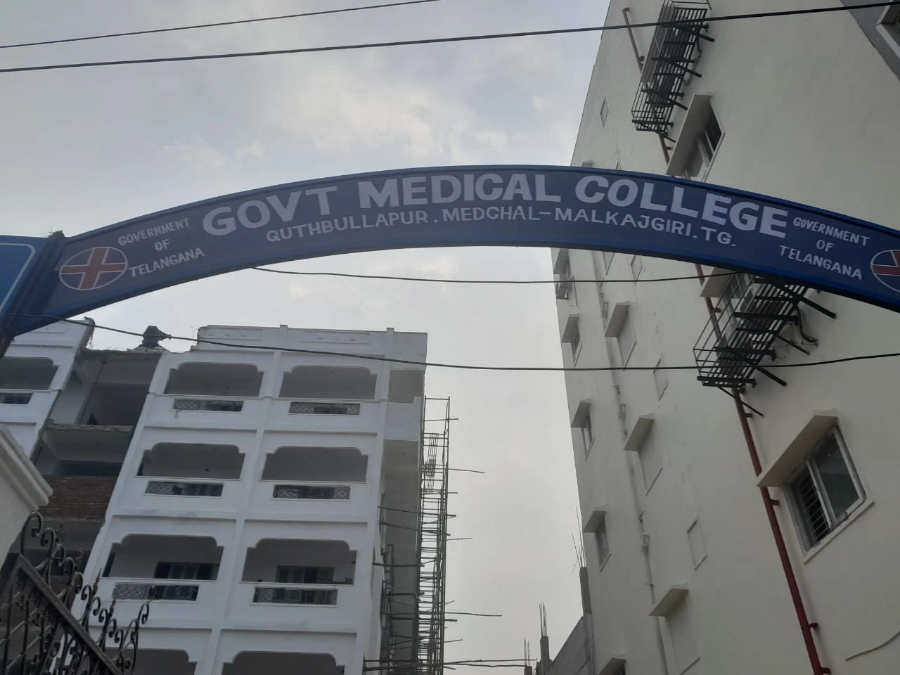 GOVT MEDICAL COLLEGE
QUTHBULLAPUR. MEDCHAL-MALKAJGIRI.TG.
GOVERNMENT
OF
TELANGANA
GOVERNMENT
OF
TELANGANA